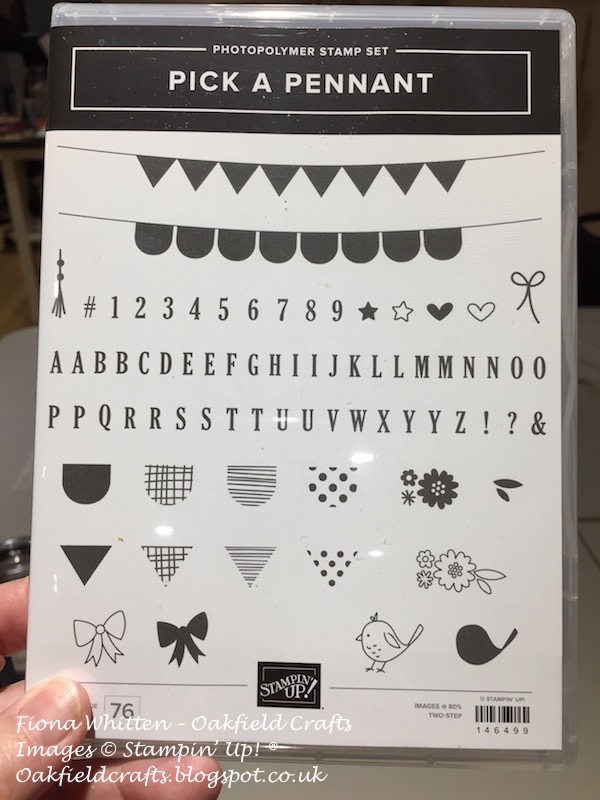 PHOTOPOLYMER STAMP SET
PICK A PENNANT
# 1 2 3 4 5 6 7 8 9
A A B B C D E E F G H I I J K L L M M N N O O
P P Q R R S S T T U U V W X Y Y Z ! ? &
STAMPIN' UP!
76
IMAGES @ 80%
TWO-STEP
© STAMPIN' UP!
146499
Fiona Whitten - Oakfield Crafts
Images © Stampin' Up! ®
Oakfieldcrafts.blogspot.co.uk